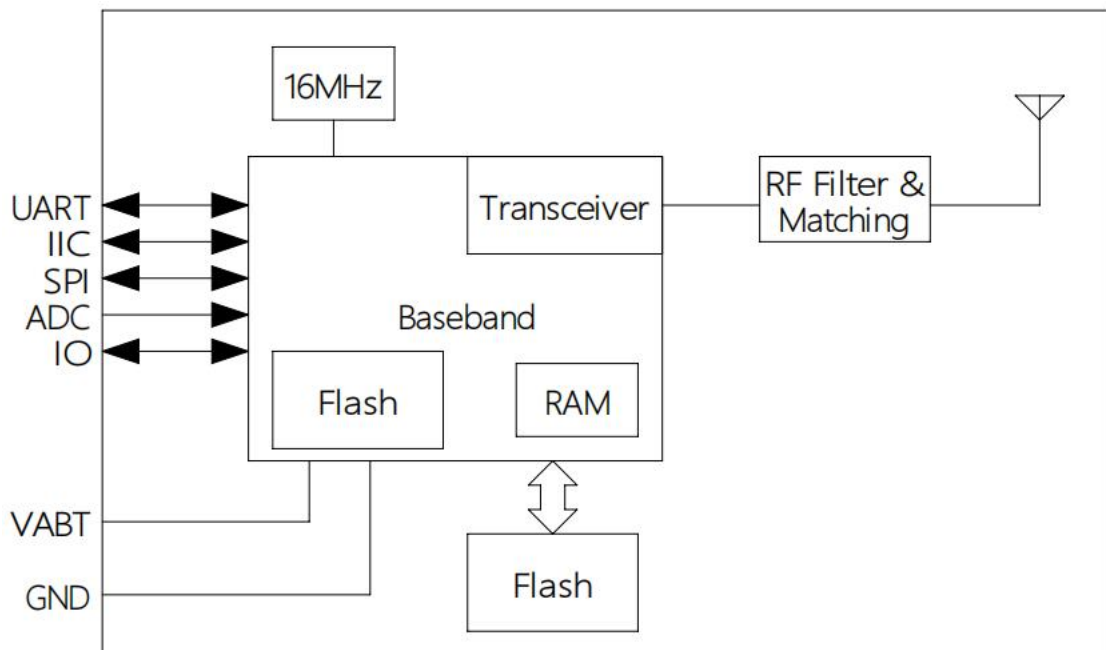 16MHz
Transceiver
RF Filter &
Matching
UART
IIC
SPI
ADC
IO
Baseband
Flash
RAM
VABT
GND
Flash